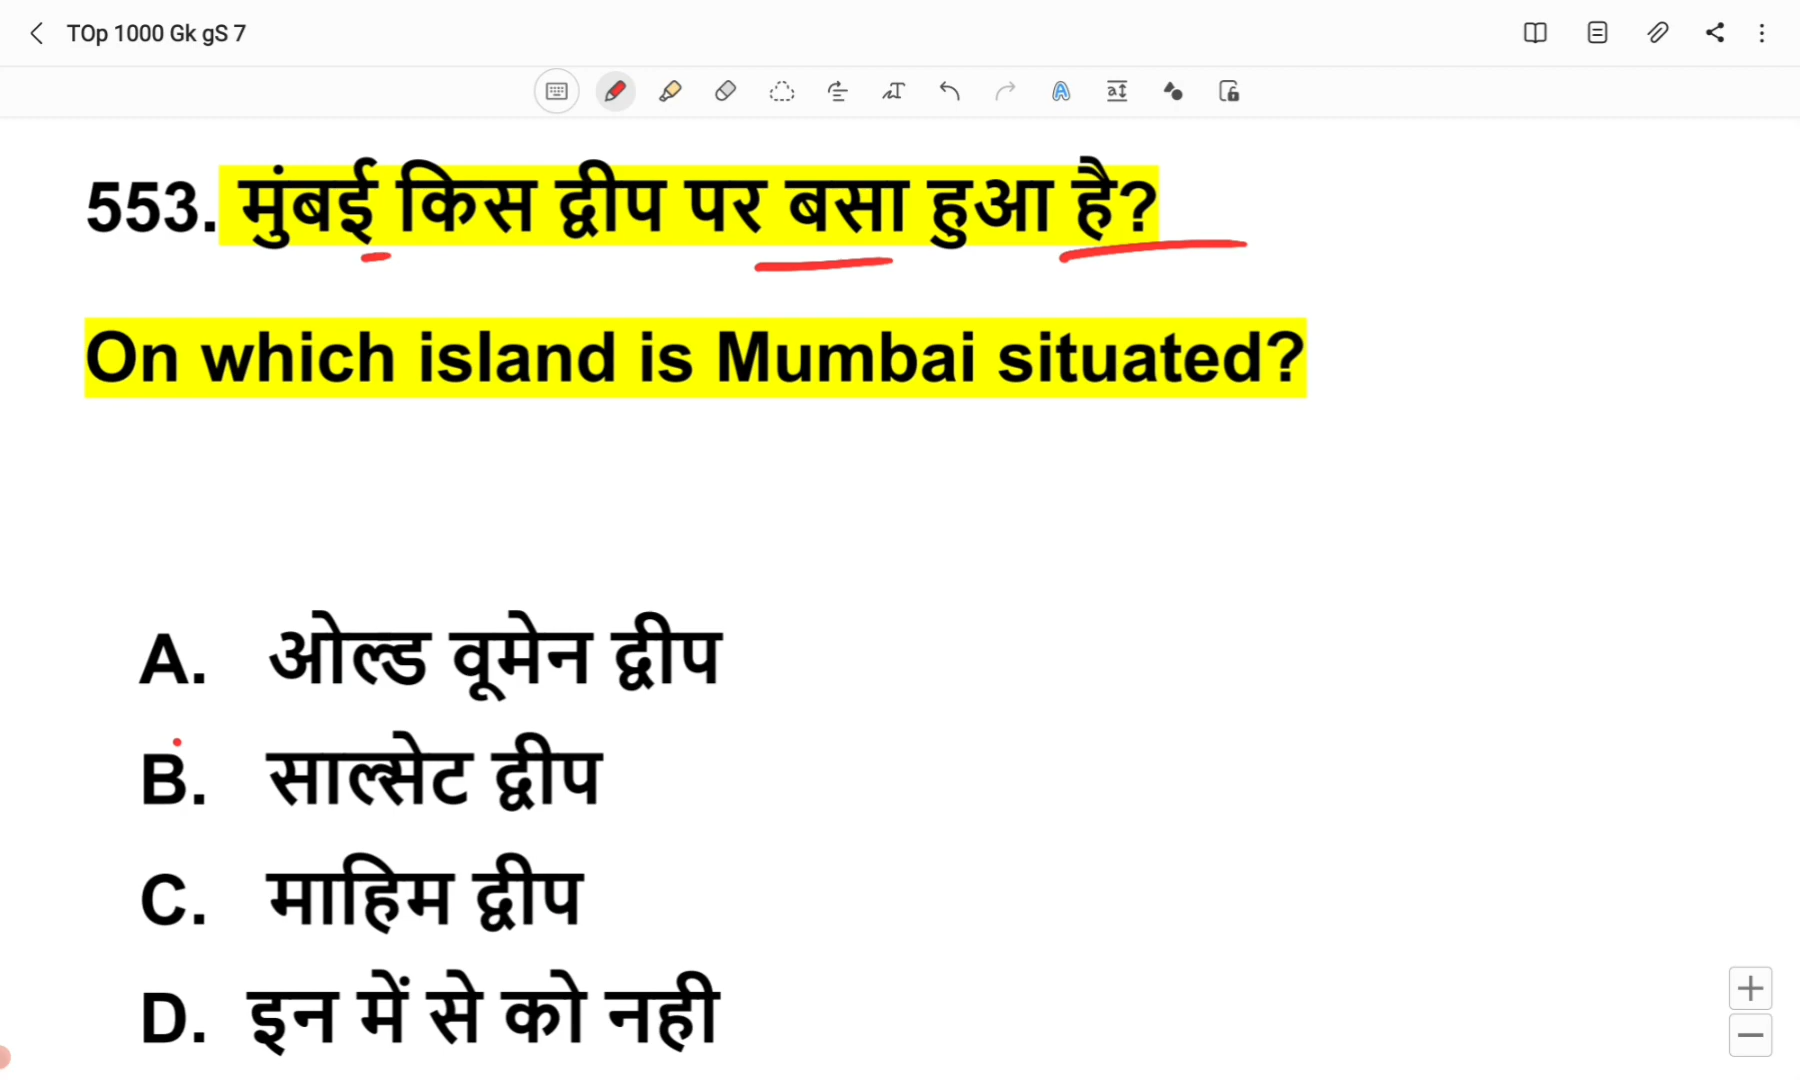 TOp 1000 Gk gS 7
553. मुंबई किस द्वीप पर बसा हुआ है?
On which island is Mumbai situated?
A. ओल्ड वूमेन द्वीप
B. साल्सेट द्वीप
C. माहिम द्वीप
D. इन में से को नही